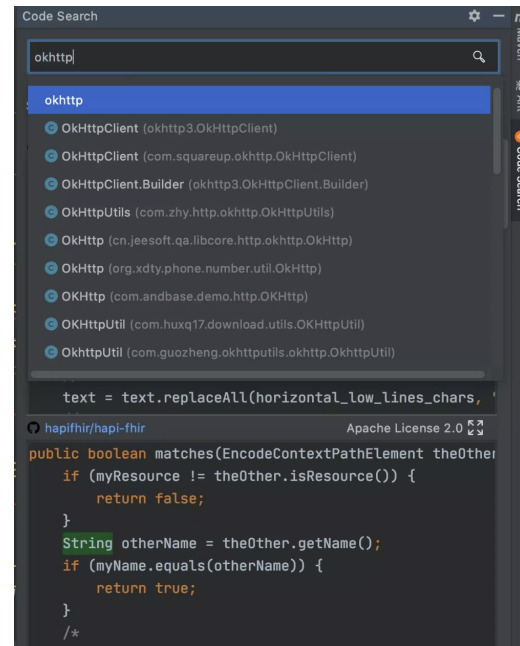 Code Search
okhttp
okhttp
OkHttpClient (okhttp3.OkHttpClient)
OkHttpClient (com.squareup.okhttp.OkHttpClient)
OkHttpClient.Builder (okhttp3.OkHttpClient.Builder)
OkHttpUtils (com.zhy.http.okhttp.OkHttpUtils)
OkHttp (cn.jeesoft.qa.libcore.http.okhttp.OkHttp)
OkHttp (org.xdty.phone.number.util.OkHttp)
OKHttp (com.andbase.demo.http.OKHttp)
OKHttpUtil (com.huxq17.download.utils.OKHttpUtil)
OkhttpUtil (com.guozheng.okhttputils.okhttp.OkhttpUtil)
text = text.replaceAll(horizontal_low_lines_chars, "
hapifhir/hapi-fhir Apache License 2.0
public boolean matches(EncodeContextPathElement theOther
if (myResource != theOther.isResource()) {
return false;
}
String otherName = theOther.getName();
if (myName.equals(otherName)) {
return true;
}
/*
Code Search